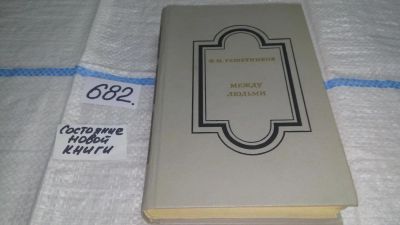 682.
Состояние
новой
книги
Ф. М. РЕШЕТНИКОВ
МЕЖДУ
ЛЮДЬМИ